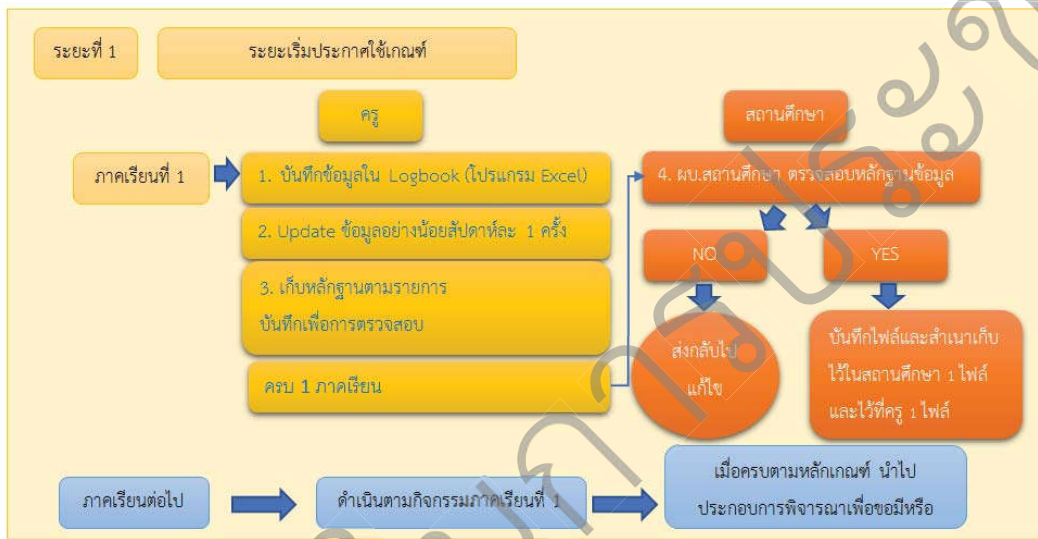 ระยะที่ 1
ระยะเริ่มประกาศใช้เกณฑ์
ครู
สถานศึกษา
ภาคเรียนที่ 1
1. บันทึกข้อมูลใน Logbook (โปรแกรม Excel)
2. Update ข้อมูลอย่างน้อยสัปดาห์ละ 1 ครั้ง
3. เก็บหลักฐานตามรายการ
บันทึกเพื่อการตรวจสอบ
ครบ 1 ภาคเรียน
4. ผบ.สถานศึกษา ตรวจสอบหลักฐานข้อมูล
NO
YES
ส่งกลับไป
แก้ไข
บันทึกไฟล์และสำเนาเก็บ
ไว้ในสถานศึกษา 1 ไฟล์
และไว้ที่ครู 1 ไฟล์
ภาคเรียนต่อไป
ดำเนินตามกิจกรรมภาคเรียนที่ 1
เมื่อครบตามหลักเกณฑ์ นำไป
ประกอบการพิจารณาเพื่อขอมีหรือ